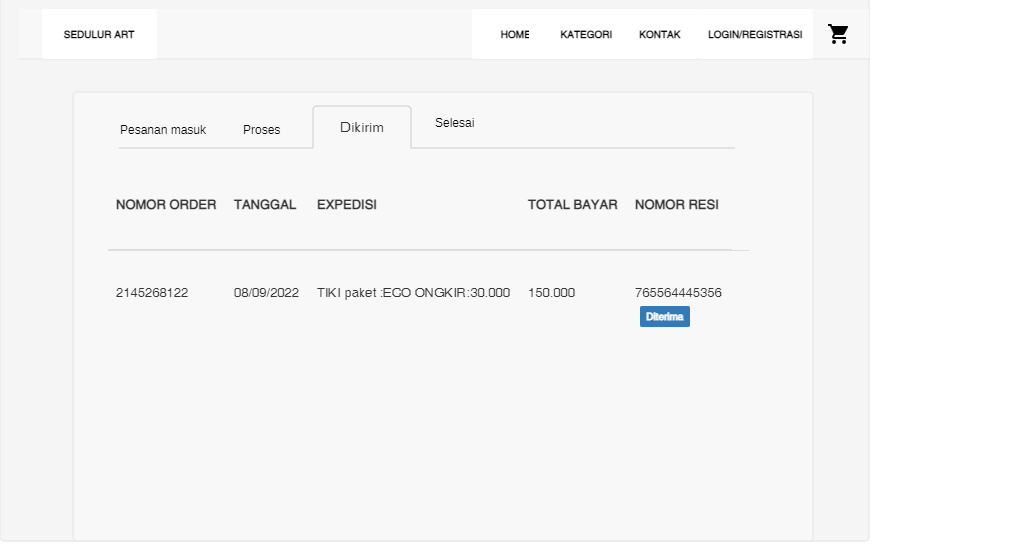 SEDULUR ART HOME KATEGORI KONTAK LOGIN/REGISTRASI
Pesanan masuk Proses Dikirim Selesai
NOMOR ORDER TANGGAL EXPEDISI TOTAL BAYAR NOMOR RESI
2145268122 08/09/2022 TIKI paket :ECO ONGKIR:30.000 150.000 765564445356
Diterima